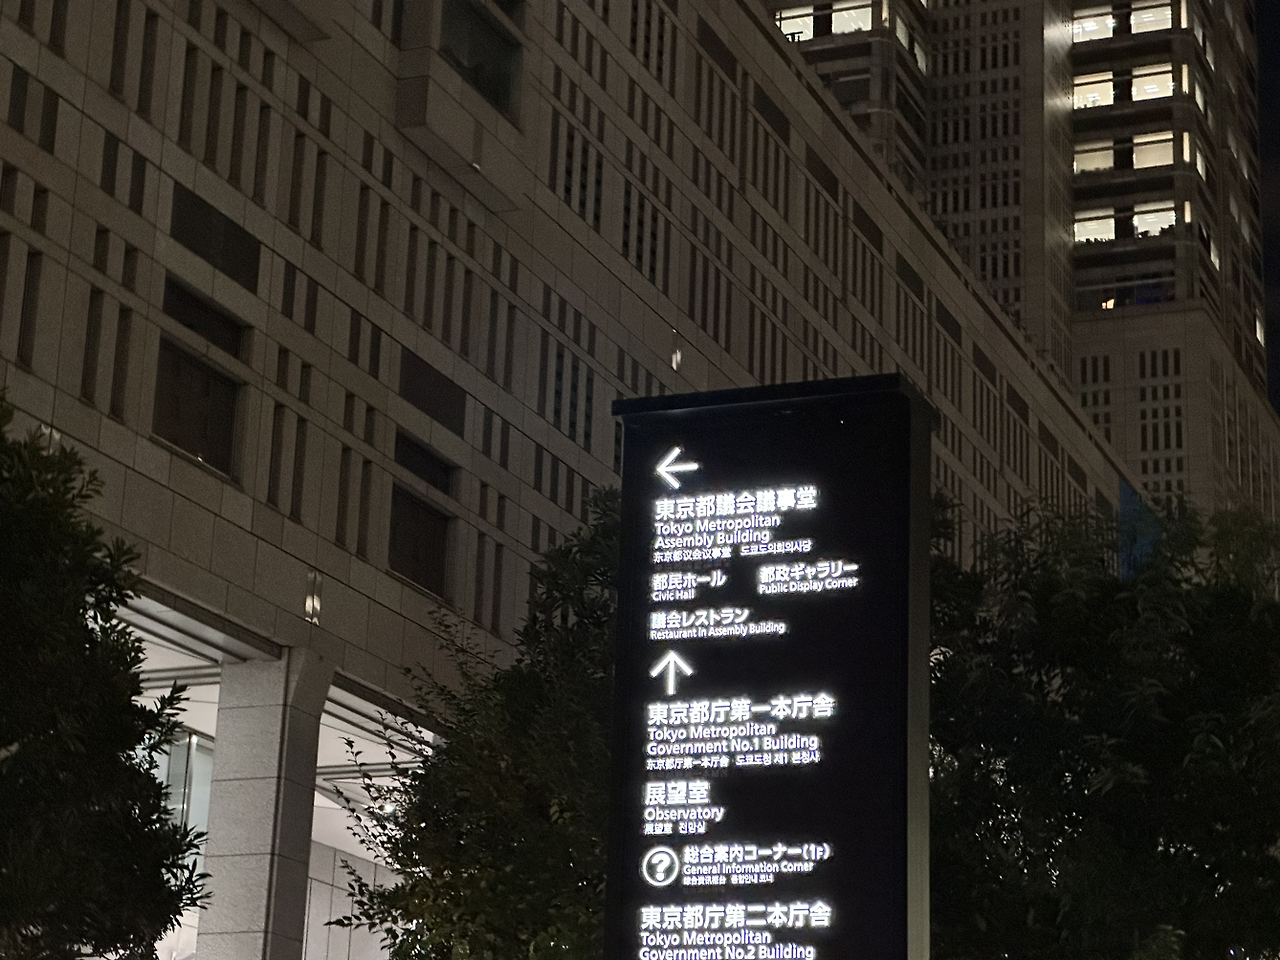 ←
東京都議会議事堂
Tokyo Metropolitan
Assembly Building
东京都议会议事堂 도쿄도의회의사당
都民ホール 都政ギャラリー
Civic Hall Public Display Corner
議会レストラン
Restaurant in Assembly Building
↑
東京都庁第一本庁舎
Tokyo Metropolitan
Government No.1 Building
东京都厅第一本厅舍 도쿄도청 제1 본청사
展望室
Observatory
展望室 전망실
? 総合案内コーナー(1F)
General Information Corner
東京都庁第二本庁舎
Tokyo Metropolitan
Government No.2 Building